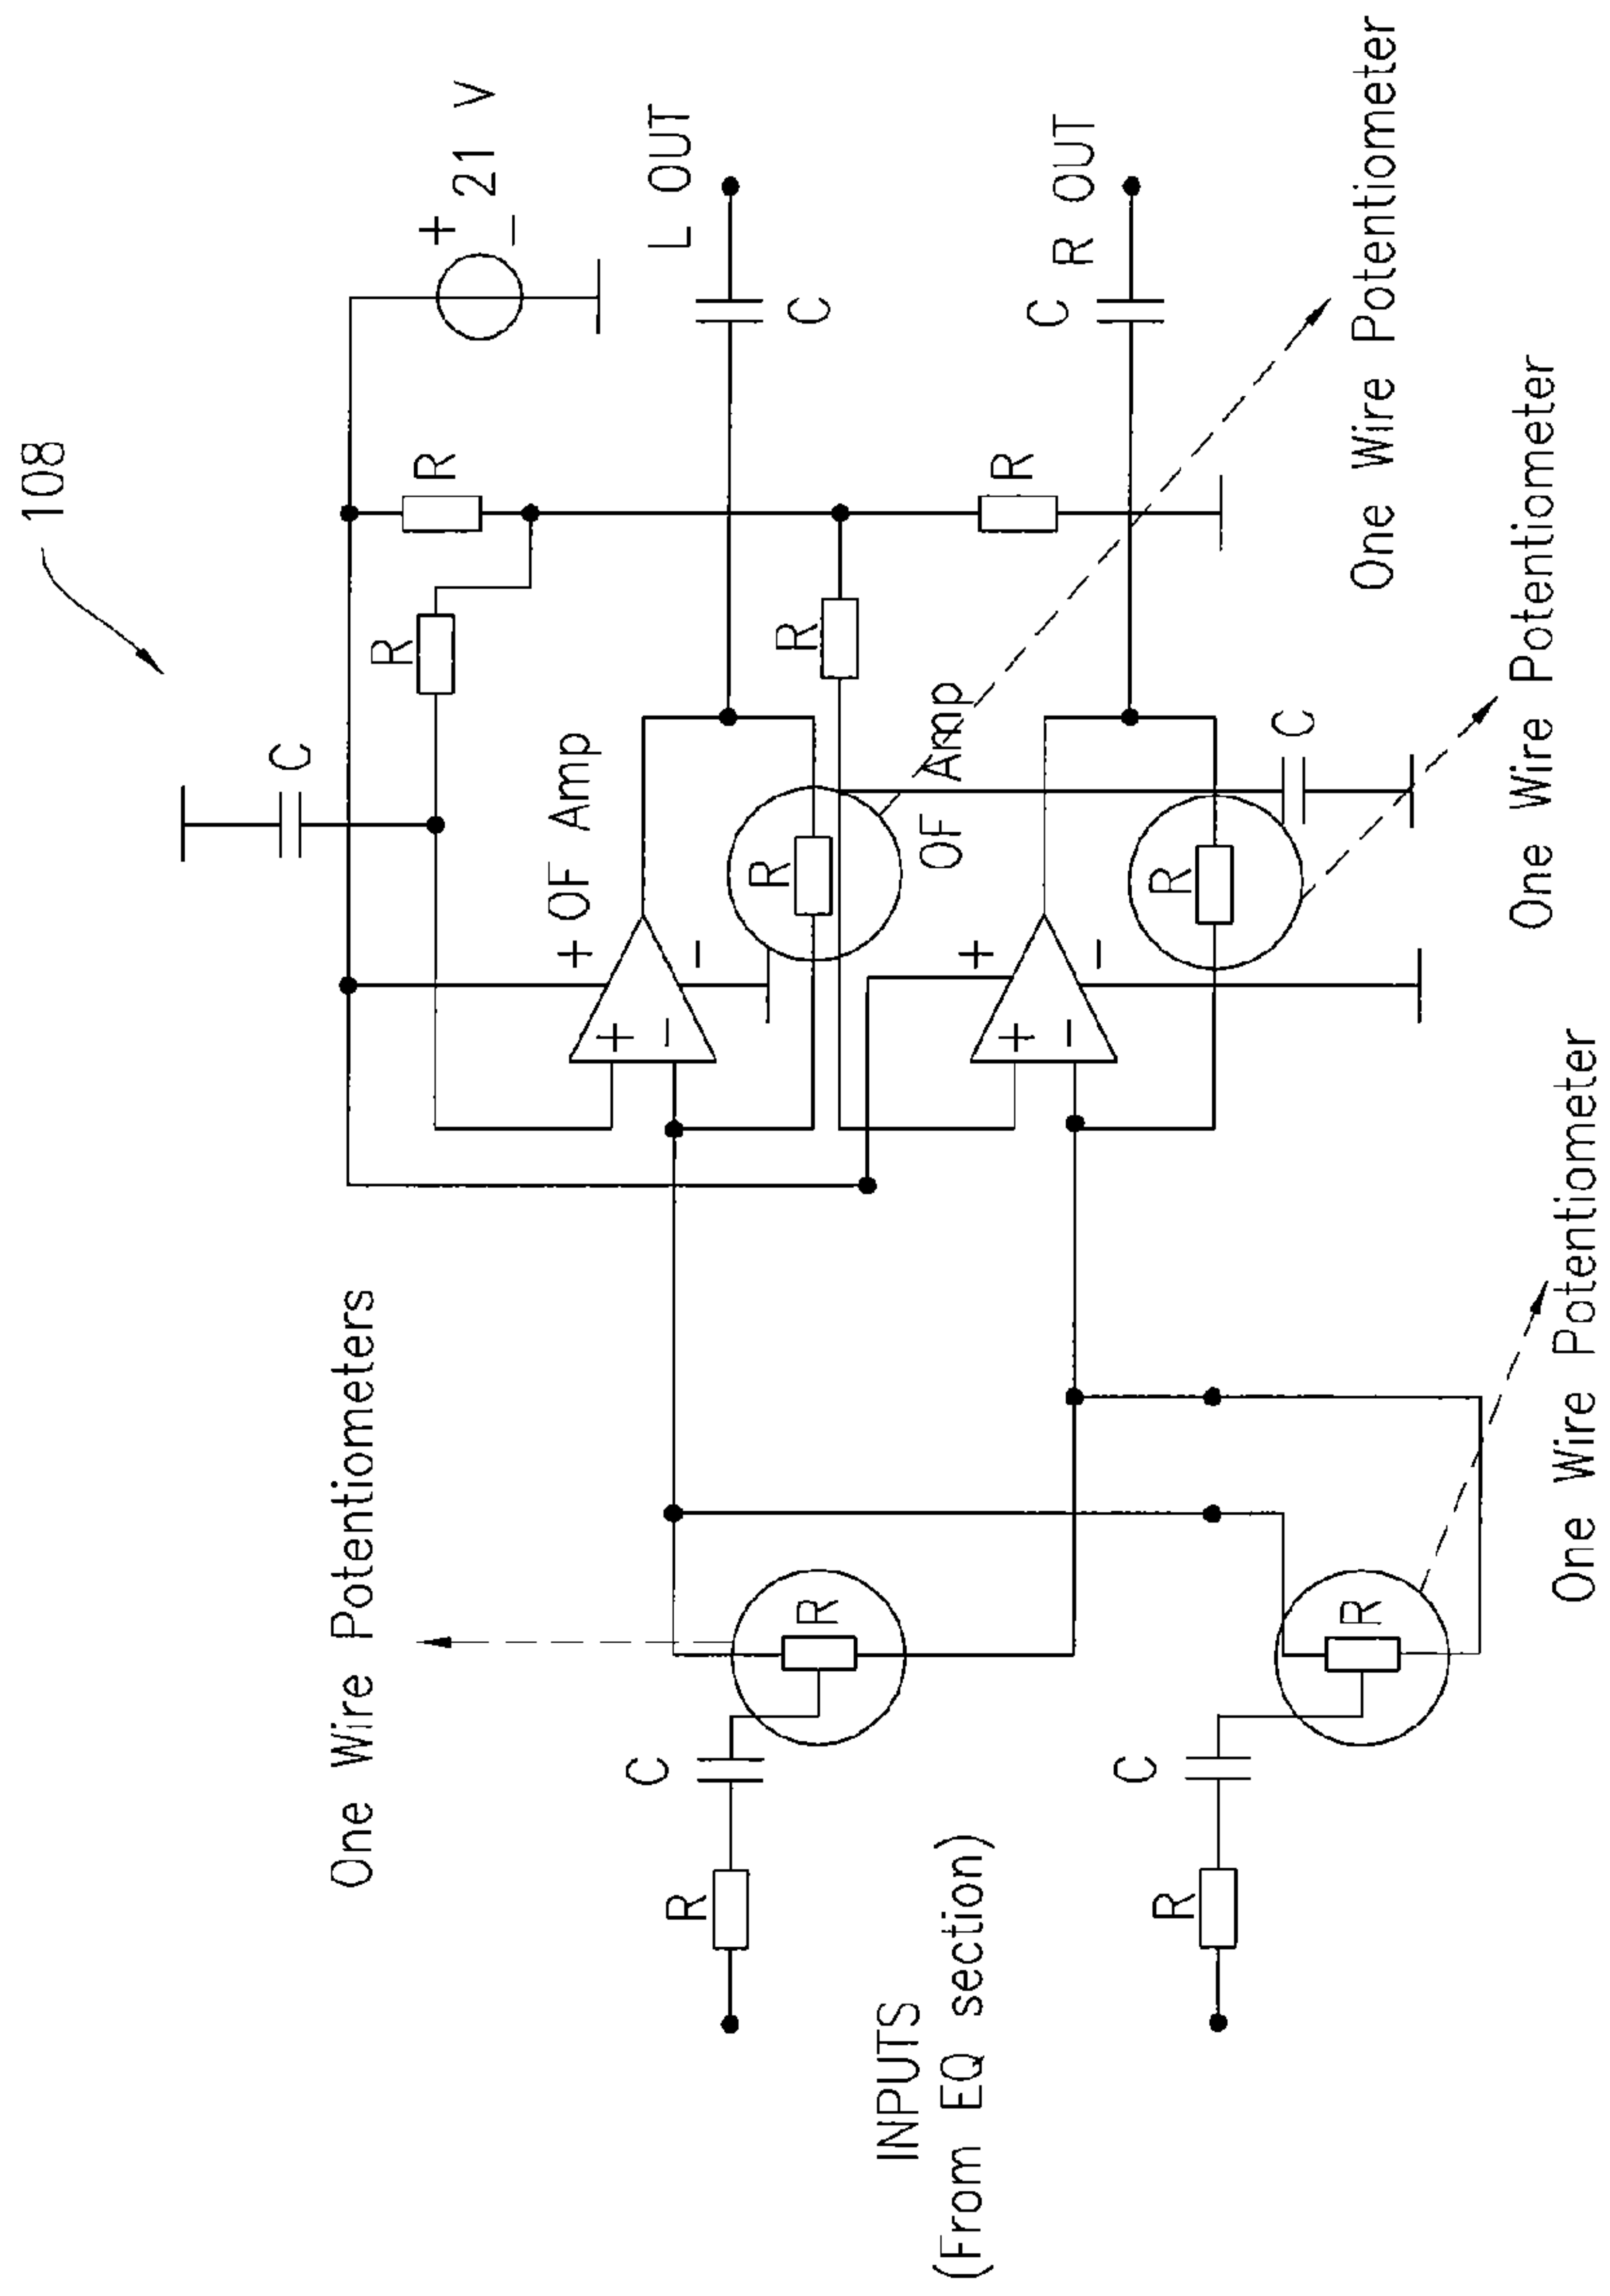 108
C
21 V
+
−
R
R
OF Amp
+
−
+
−
L OUT
C
R
R
R
OF Amp
+
−
+
−
C
R OUT
R
C
One Wire Potentiometer
One Wire Potentiometer
One Wire Potentiometer
One Wire Potentiometers
R
C
R
INPUTS
(From EQ section)
R
C
R